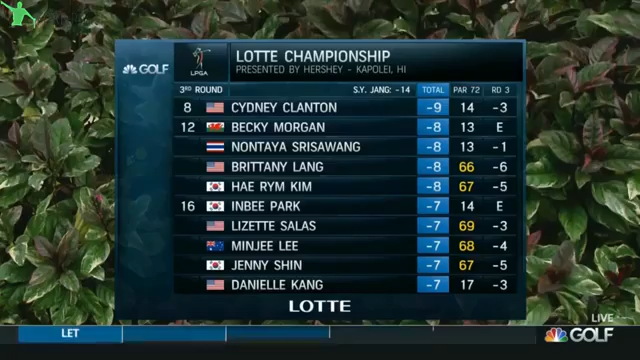 LOTTE CHAMPIONSHIP
PRESENTED BY HERSHEY - KAPOLEI, HI
GOLF
LPGA
3RD ROUND S.Y. JANG: -14 TOTAL PAR 72 RD 3
8 CYDNEY CLANTON -9 14 -3
12 BECKY MORGAN -8 13 E
NONTAYA SRISAWANG -8 13 -1
BRITTANY LANG -8 66 -6
HAE RYM KIM -8 67 -5
16 INBEE PARK -7 14 E
LIZETTE SALAS -7 69 -3
MINJEE LEE -7 68 -4
JENNY SHIN -7 67 -5
DANIELLE KANG -7 17 -3
LOTTE
LIVE
LET
GOLF